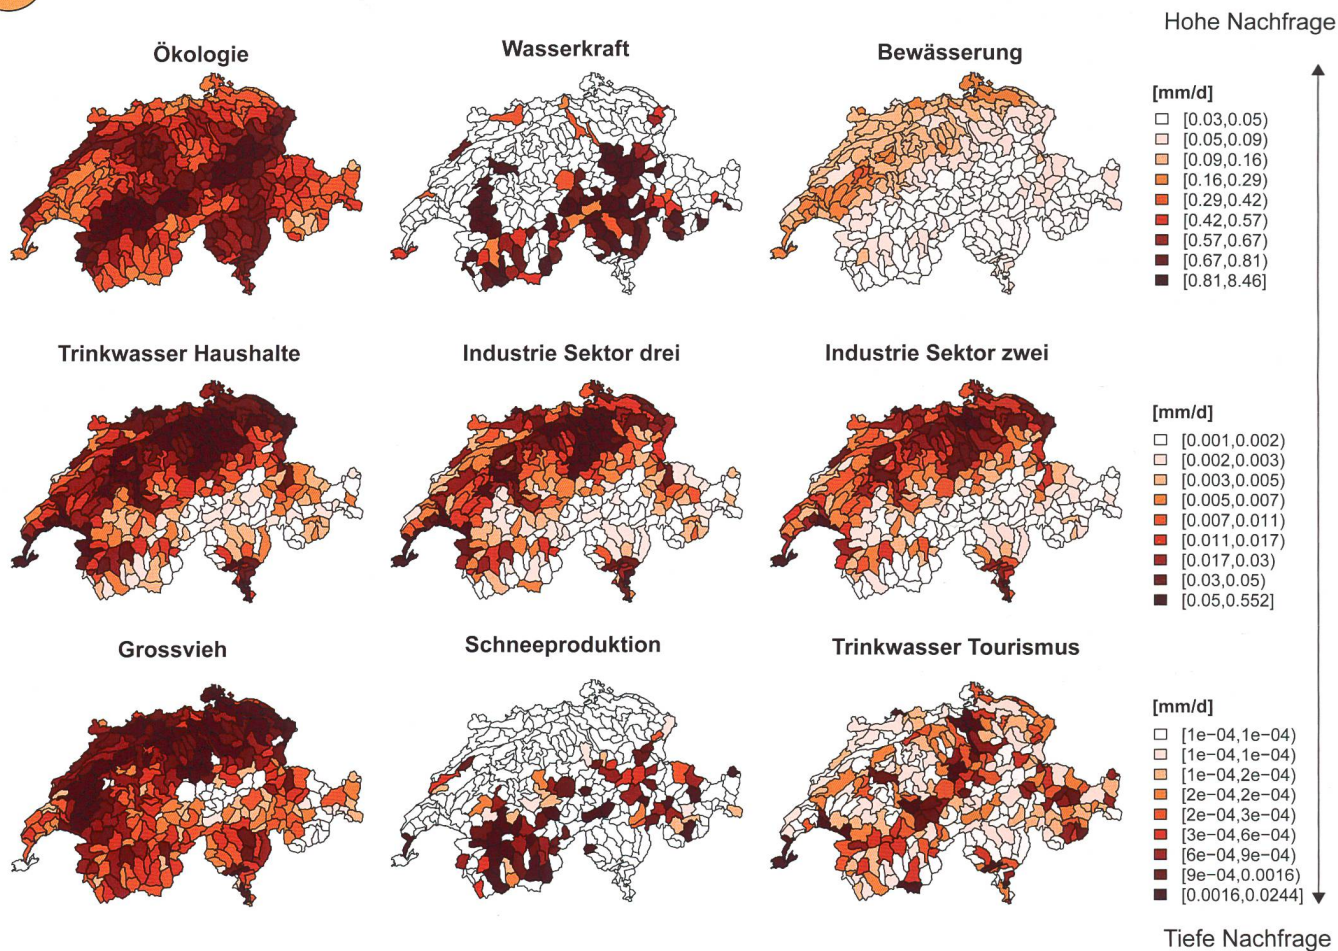 Hohe Nachfrage
Ökologie
Wasserkraft
Bewässerung
[mm/d]
[0.03,0.05)
[0.05,0.09)
[0.09,0.16)
[0.16,0.29)
[0.29,0.42)
[0.42,0.57)
[0.57,0.67)
[0.67,0.81)
[0.81,8.46]
Trinkwasser Haushalte
Industrie Sektor drei
Industrie Sektor zwei
[mm/d]
[0.001,0.002)
[0.002,0.003)
[0.003,0.005)
[0.005,0.007)
[0.007,0.011)
[0.011,0.017)
[0.017,0.03)
[0.03,0.05)
[0.05,0.552]
Grossvieh
Schneeproduktion
Trinkwasser Tourismus
[mm/d]
[1e−04,1e−04)
[1e−04,1e−04)
[1e−04,2e−04)
[2e−04,2e−04)
[2e−04,3e−04)
[3e−04,6e−04)
[6e−04,9e−04)
[9e−04,0.0016)
[0.0016,0.0244]
Tiefe Nachfrage